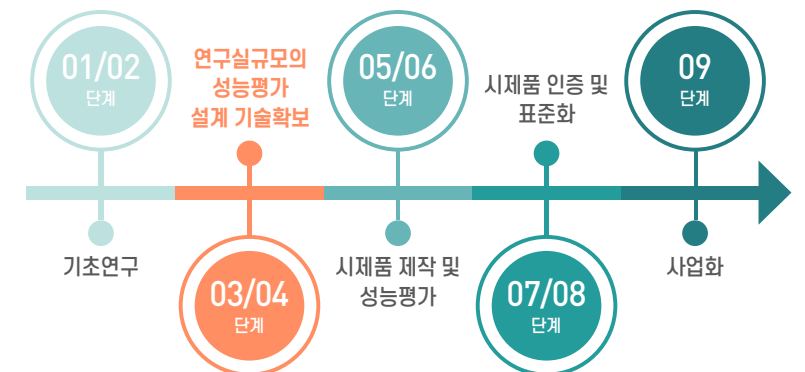 01/02
단계
기초연구
연구실규모의
성능평가
설계 기술확보
03/04
단계
05/06
단계
시제품 제작 및
성능평가
시제품 인증 및
표준화
07/08
단계
09
단계
사업화